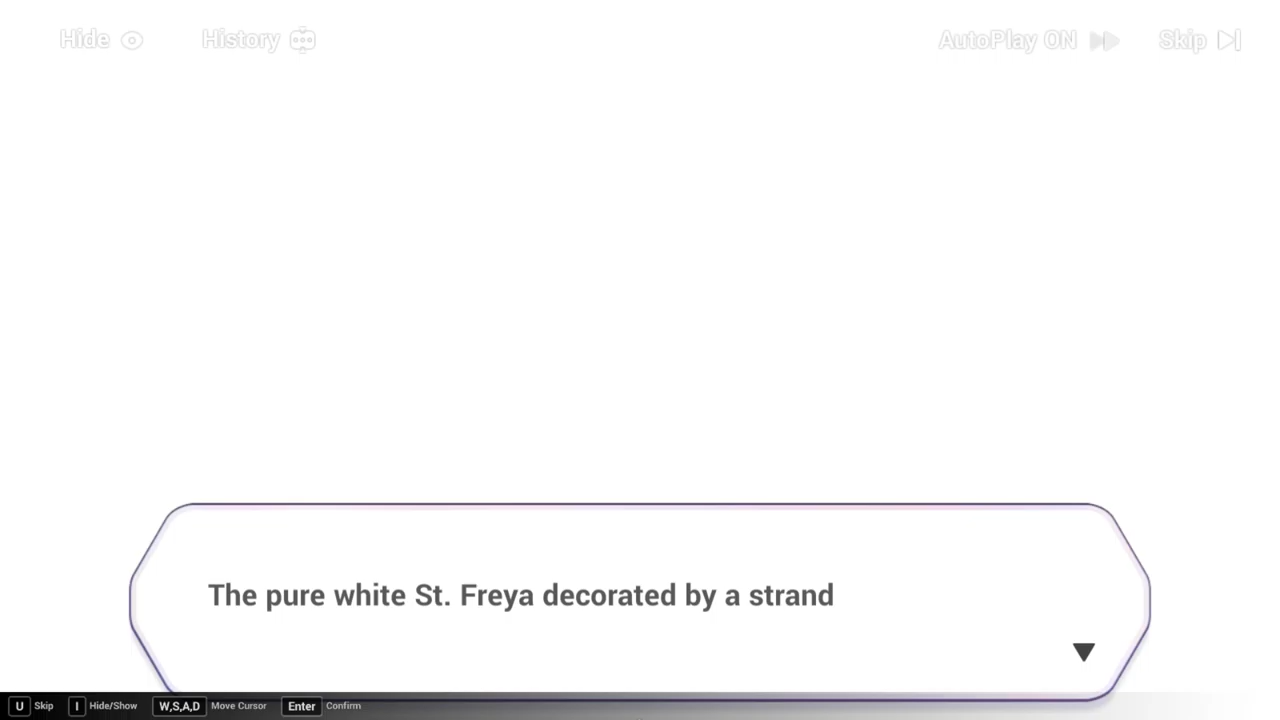 Hide
History
AutoPlay ON
Skip
The pure white St. Freya decorated by a strand
U Skip I Hide/Show W,S,A,D Move Cursor Enter Confirm